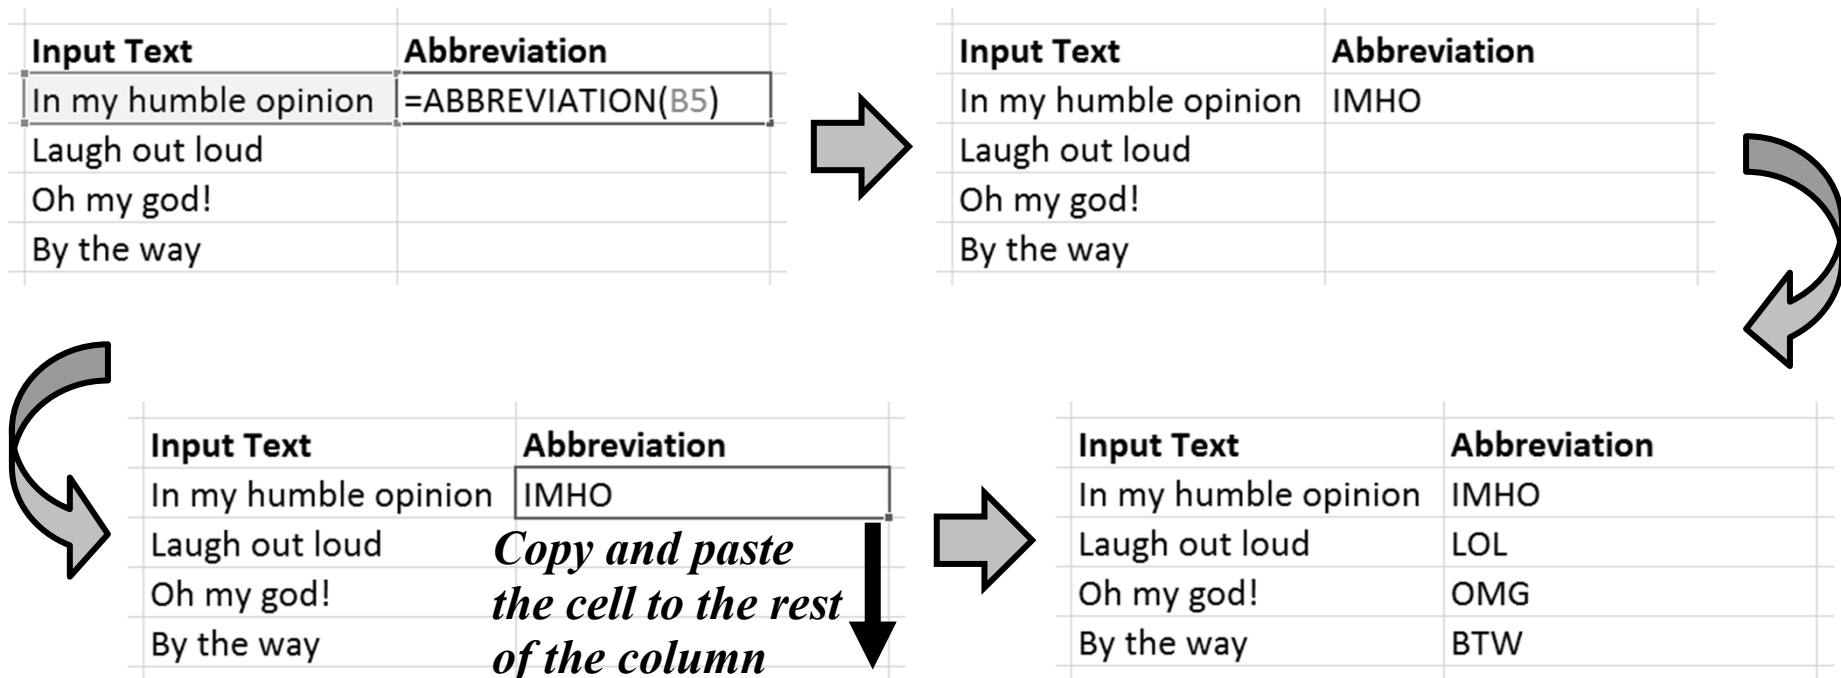 Input Text Abbreviation
In my humble opinion =ABBREVIATION(B5)
Laugh out loud
Oh my god!
By the way
Input Text Abbreviation
In my humble opinion IMHO
Laugh out loud
Oh my god!
By the way
Input Text Abbreviation
In my humble opinion IMHO
Laugh out loud
Oh my god!
By the way
Copy and paste
the cell to the rest
of the column
Input Text Abbreviation
In my humble opinion IMHO
Laugh out loud LOL
Oh my god! OMG
By the way BTW